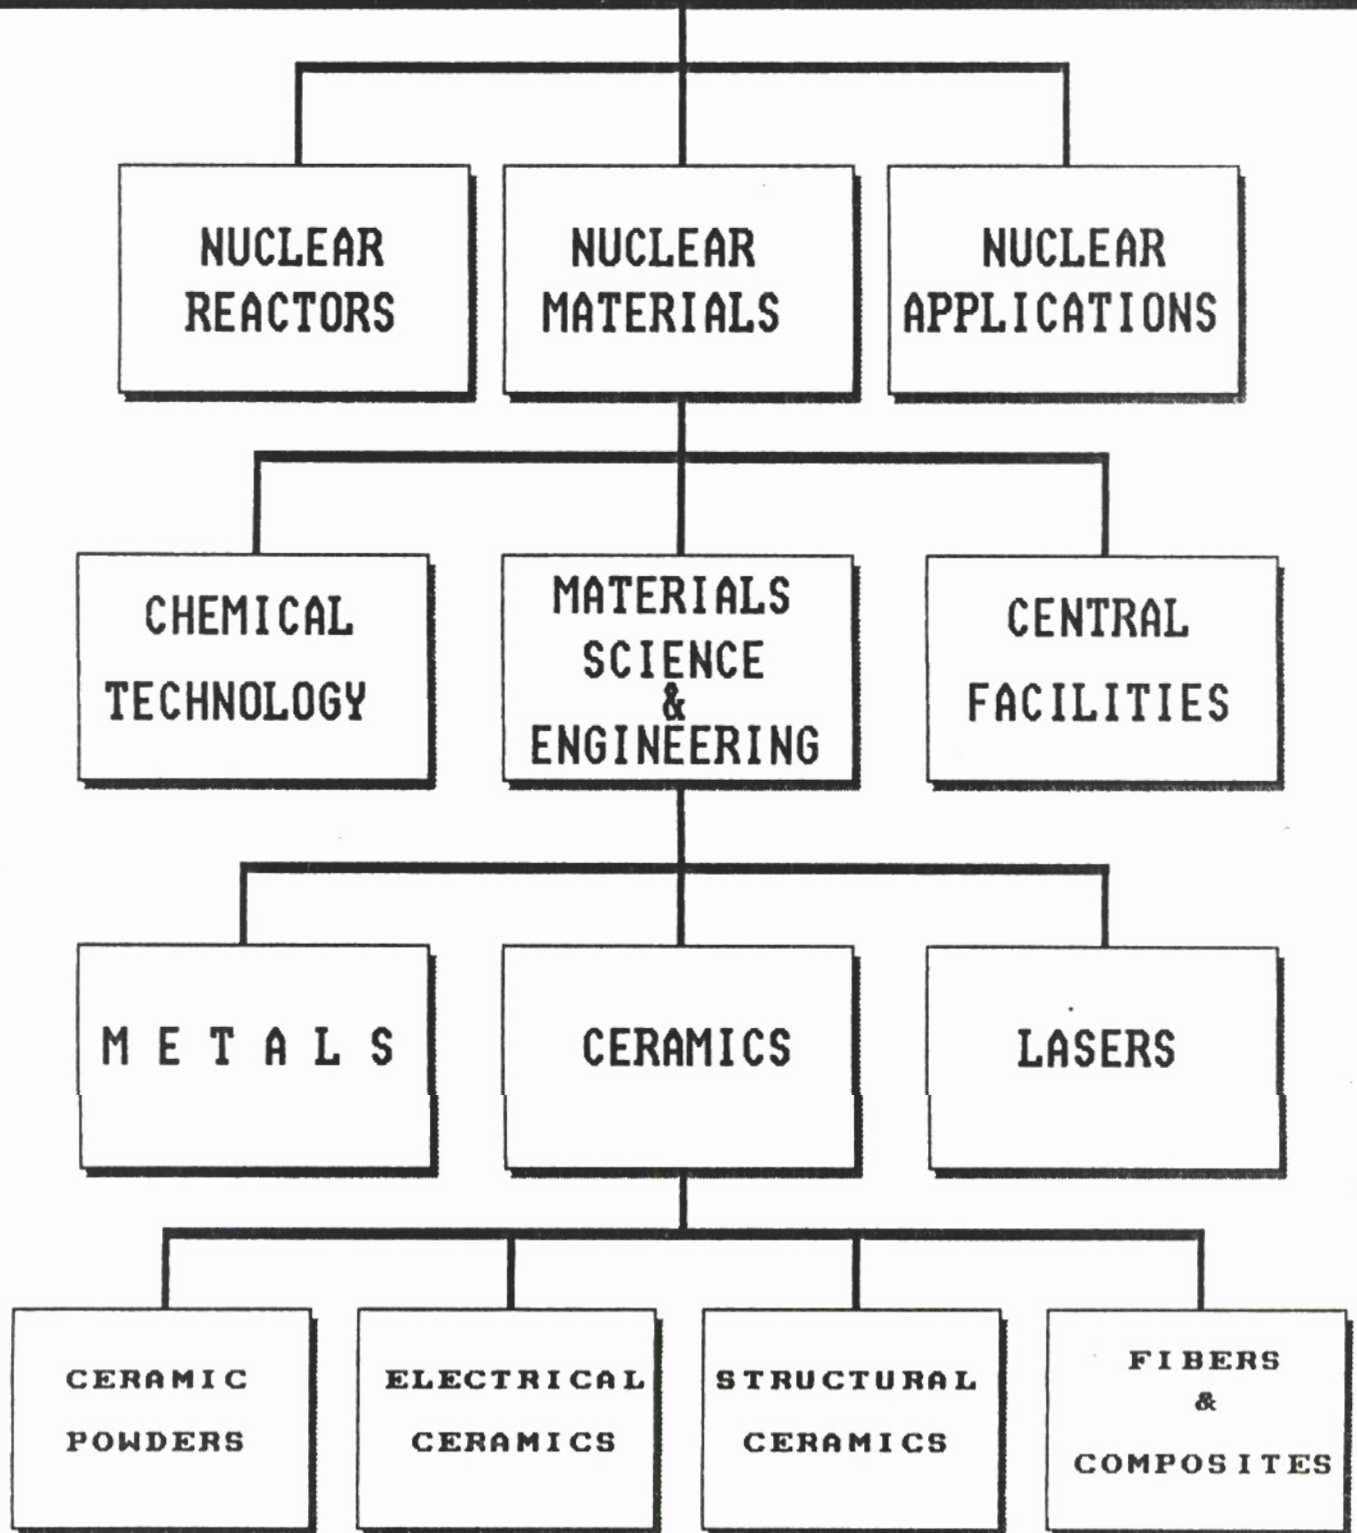 NUCLEAR
REACTORS
NUCLEAR
MATERIALS
NUCLEAR
APPLICATIONS
CHEMICAL
TECHNOLOGY
MATERIALS
SCIENCE
&
ENGINEERING
CENTRAL
FACILITIES
METALS
CERAMICS
LASERS
CERAMIC
POWDERS
ELECTRICAL
CERAMICS
STRUCTURAL
CERAMICS
FIBERS
&
COMPOSITES